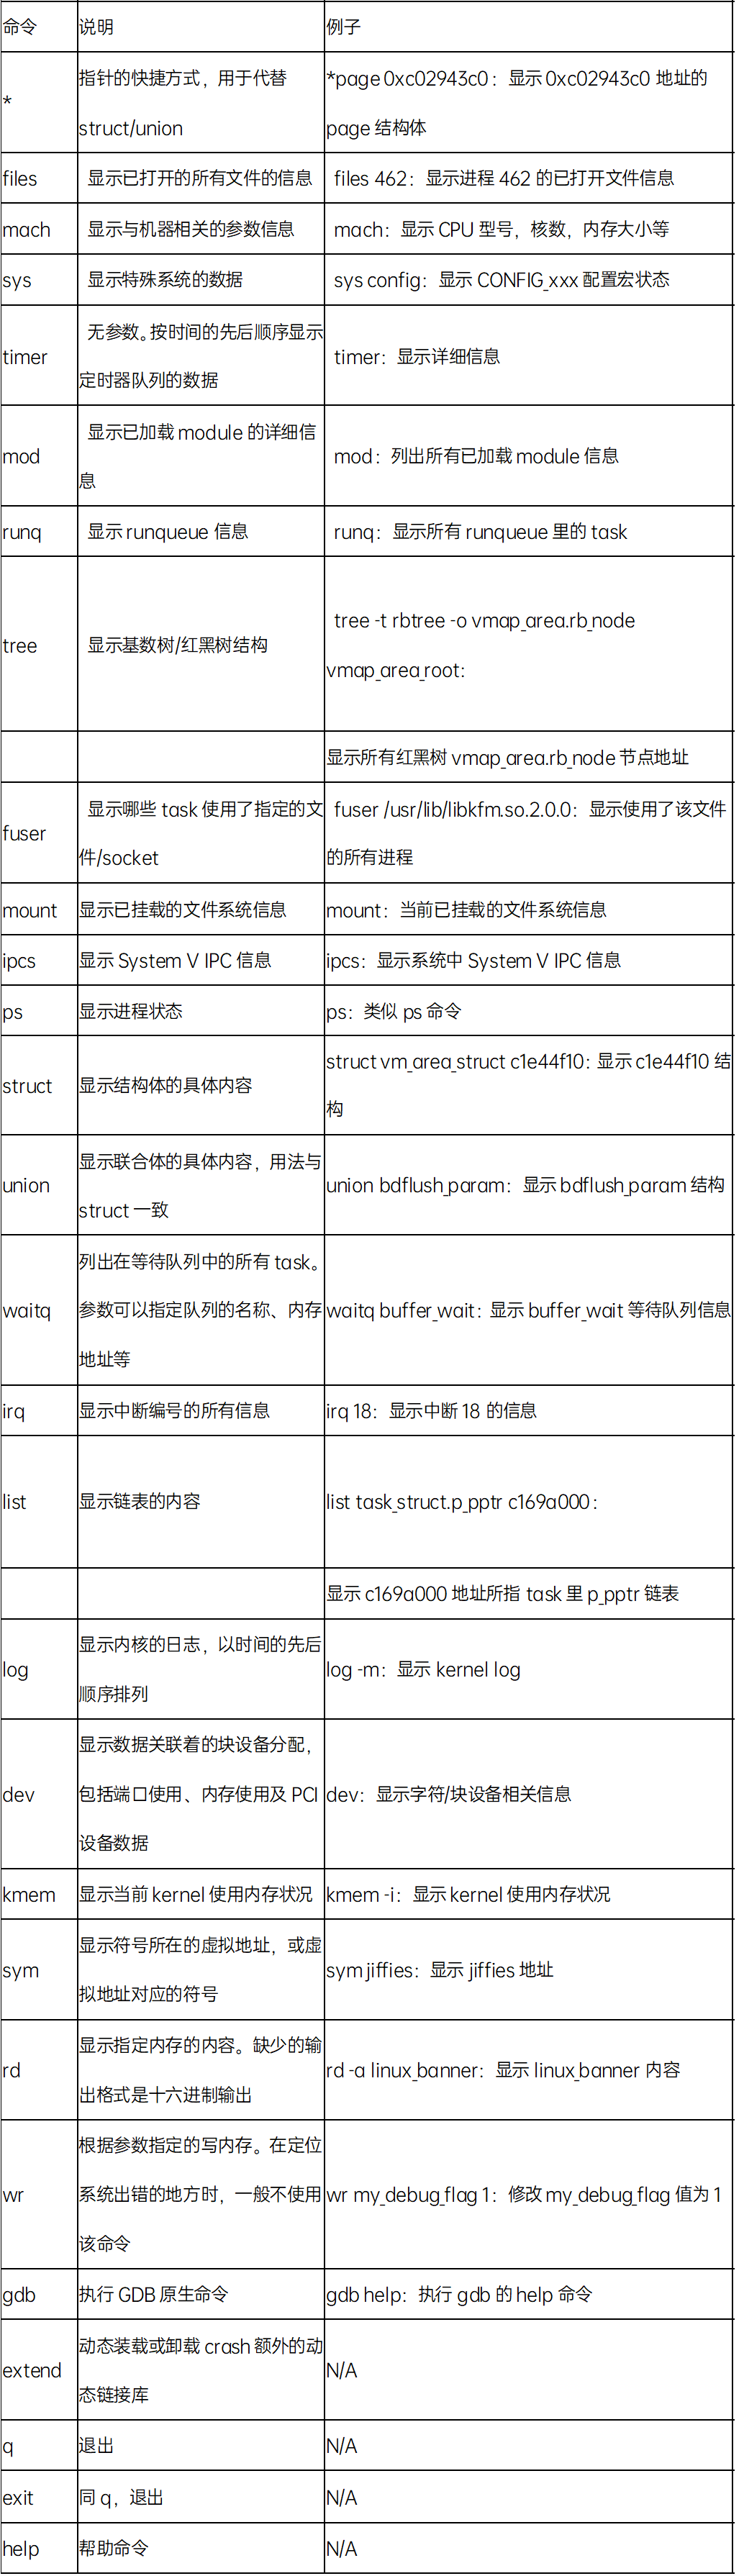 命令 说明 例子
* 指针的快捷方式，用于代替 *page 0xc02943c0：显示 0xc02943c0 地址的
struct/union page 结构体
files 显示已打开的所有文件的信息 files 462：显示进程 462 的已打开文件信息
mach 显示与机器相关的参数信息 mach：显示 CPU 型号，核数，内存大小等
sys 显示特殊系统的数据 sys config：显示 CONFIG_xxx 配置宏状态
无参数。按时间的先后顺序显示
timer 定时器队列的数据 timer：显示详细信息
显示已加载 module 的详细信
mod 息 mod：列出所有已加载 module 信息
runq 显示 runqueue 信息 runq：显示所有 runqueue 里的 task
tree 显示基数树/红黑树结构 tree -t rbtree -o vmap_area.rb_node
vmap_area_root：
显示所有红黑树 vmap_area.rb_node 节点地址
fuser 显示哪些 task 使用了指定的文 fuser /usr/lib/libkfm.so.2.0.0：显示使用了该文件
件/socket 的所有进程
mount 显示已挂载的文件系统信息 mount：当前已挂载的文件系统信息
ipcs 显示 System V IPC 信息 ipcs：显示系统中 System V IPC 信息
ps 显示进程状态 ps：类似 ps 命令
struct 显示结构体的具体内容 struct vm_area_struct c1e44f10：显示 c1e44f10 结
构
显示联合体的具体内容，用法与
union struct 一致 union bdflush_param：显示 bdflush_param 结构
列出在等待队列中的所有 task。
waitq 参数可以指定队列的名称、内存 waitq buffer_wait：显示 buffer_wait 等待队列信息
地址等
irq 显示中断编号的所有信息 irq 18：显示中断 18 的信息
list 显示链表的内容 list task_struct.p_pptr c169a000：
显示 c169a000 地址所指 task 里 p_pptr 链表
显示内核的日志，以时间的先后
log 顺序排列 log -m：显示 kernel log
显示数据关联着的块设备分配，
dev 包括端口使用、内存使用及 PCI dev：显示字符/块设备相关信息
设备数据
kmem 显示当前 kernel 使用内存状况 kmem -i：显示 kernel 使用内存状况
显示符号所在的虚拟地址，或虚
sym 拟地址对应的符号 sym jiffies：显示 jiffies 地址
显示指定内存的内容。缺少的输
rd 出格式是十六进制输出 rd -a linux_banner：显示 linux_banner 内容
根据参数指定的写内存。在定位
wr 系统出错的地方时，一般不使用 wr my_debug_flag 1：修改 my_debug_flag 值为 1
该命令
gdb 执行 GDB 原生命令 gdb help：执行 gdb 的 help 命令
动态装载或卸载 crash 额外的动
extend 态链接库 N/A
q 退出 N/A
exit 同 q，退出 N/A
help 帮助命令 N/A